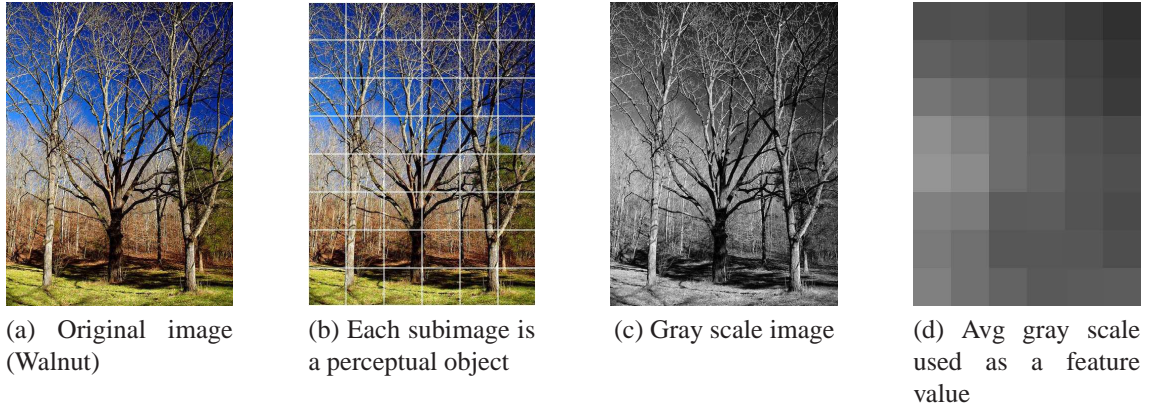 (a) Original image
(Walnut)
(b) Each subimage is
a perceptual object
(c) Gray scale image
(d) Avg gray scale
used as a feature
value